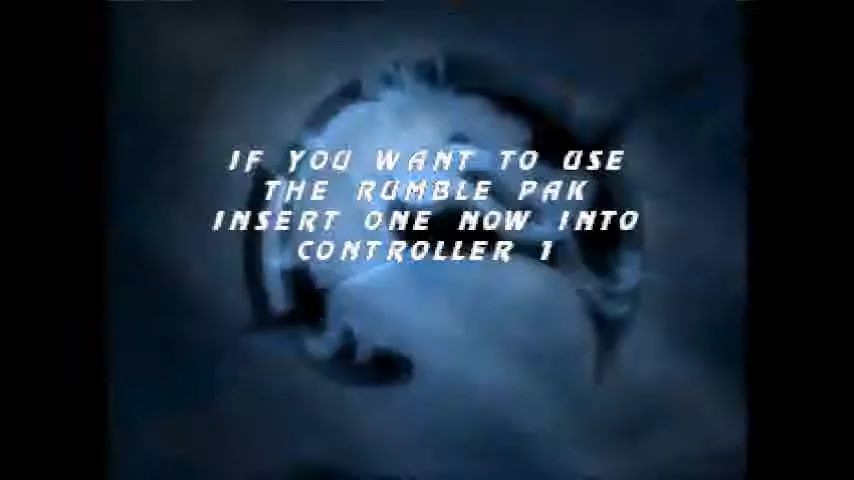 IF YOU WANT TO USE
THE RUMBLE PAK
INSERT ONE NOW INTO
CONTROLLER 1